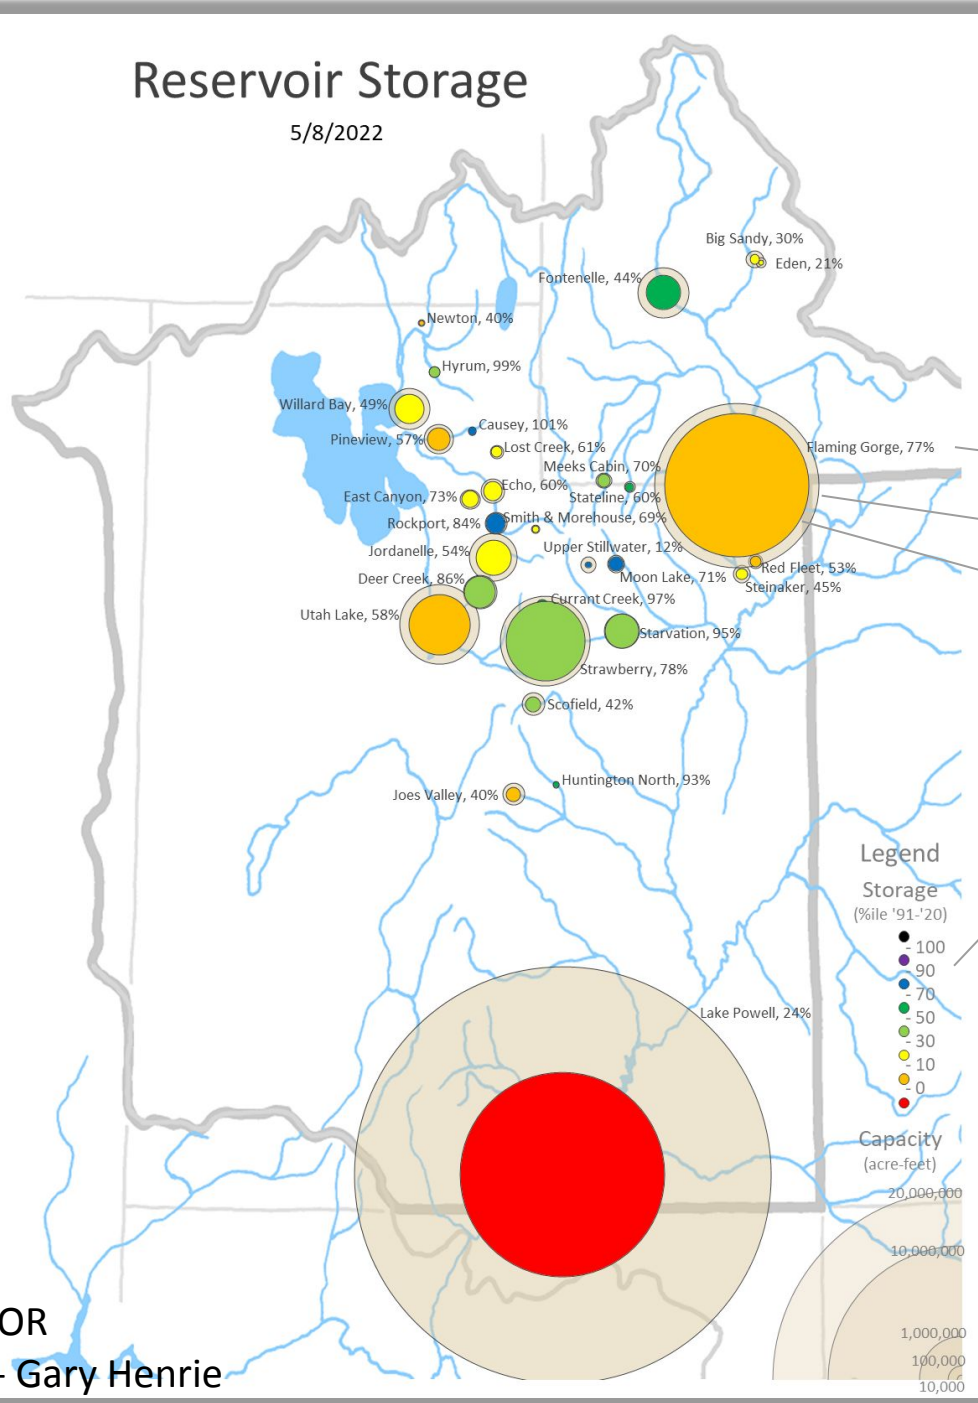 Reservoir Storage
5/8/2022
Big Sandy, 30%
Eden, 21%
Fontenelle, 44%
Newton, 40%
Hyrum, 99%
Willard Bay, 49%
Causey, 101%
Pineview, 57%
Lost Creek, 61%
Flaming Gorge, 77%
Meeks Cabin, 70%
Echo, 60%
East Canyon, 73%
Stateline, 60%
Rockport, 84%
Smith & Morehouse, 69%
Jordanelle, 54%
Upper Stillwater, 12%
Red Fleet, 53%
Deer Creek, 86%
Moon Lake, 71%
Steinaker, 45%
Currant Creek, 97%
Utah Lake, 58%
Starvation, 95%
Strawberry, 78%
Scofield, 42%
Huntington North, 93%
Joes Valley, 40%
Legend
Storage
(%ile '91-'20)
- 100
- 90
- 70
- 50
- 30
- 10
- 0
Lake Powell, 24%
Capacity
(acre-feet)
20,000,000
10,000,000
1,000,000
100,000
10,000
OR
- Gary Henrie